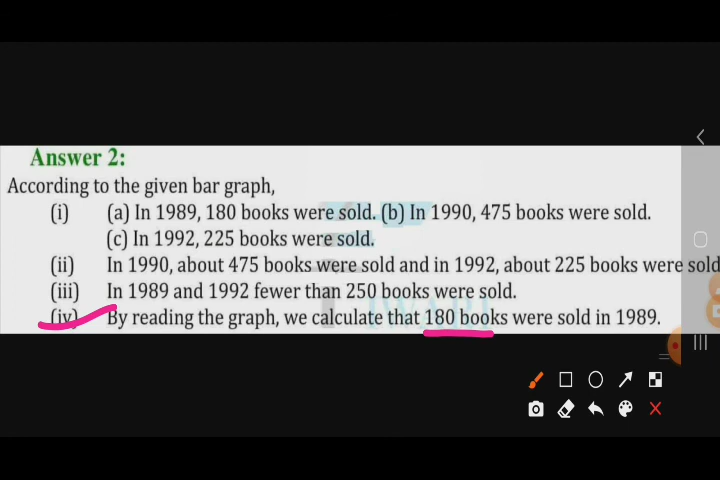 Answer 2:
According to the given bar graph,
(i) (a) In 1989, 180 books were sold. (b) In 1990, 475 books were sold.
(c) In 1992, 225 books were sold.
(ii) In 1990, about 475 books were sold and in 1992, about 225 books were sold
(iii) In 1989 and 1992 fewer than 250 books were sold.
(iv) By reading the graph, we calculate that 180 books were sold in 1989.